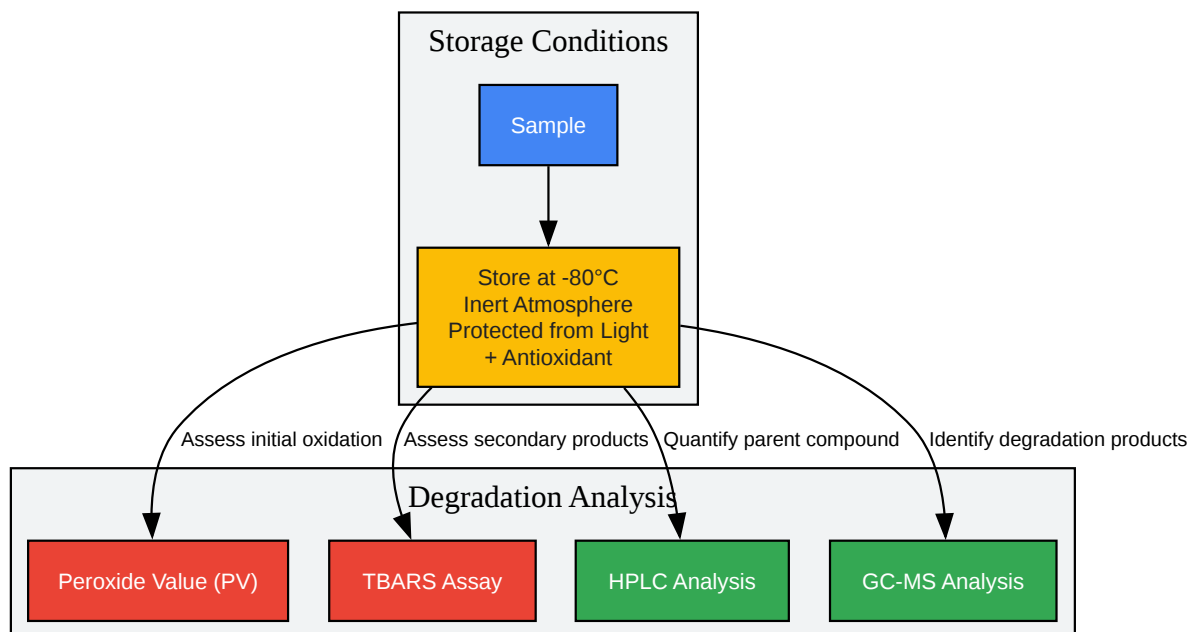 Storage Conditions
Sample
Store at -80°C
Inert Atmosphere
Protected from Light
+ Antioxidant
Assess initial oxidation
Assess secondary products
Quantify parent compound
Identify degradation products
Degradation Analysis
Peroxide Value (PV)
TBARS Assay
HPLC Analysis
GC-MS Analysis